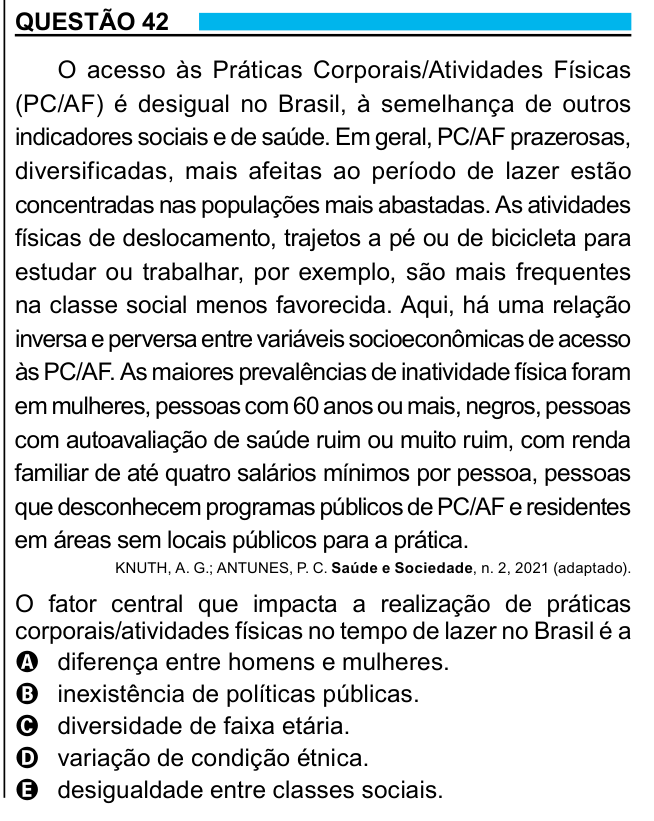 QUESTÃO 42
O acesso às Práticas Corporais/Atividades Físicas
(PC/AF) é desigual no Brasil, à semelhança de outros
indicadores sociais e de saúde. Em geral, PC/AF prazerosas,
diversificadas, mais afeitas ao período de lazer estão
concentradas nas populações mais abastadas. As atividades
físicas de deslocamento, trajetos a pé ou de bicicleta para
estudar ou trabalhar, por exemplo, são mais frequentes
na classe social menos favorecida. Aqui, há uma relação
inversa e perversa entre variáveis socioeconômicas de acesso
às PC/AF. As maiores prevalências de inatividade física foram
em mulheres, pessoas com 60 anos ou mais, negros, pessoas
com autoavaliação de saúde ruim ou muito ruim, com renda
familiar de até quatro salários mínimos por pessoa, pessoas
que desconhecem programas públicos de PC/AF e residentes
em áreas sem locais públicos para a prática.
KNUTH, A. G.; ANTUNES, P. C. Saúde e Sociedade, n. 2, 2021 (adaptado).
O fator central que impacta a realização de práticas
corporais/atividades físicas no tempo de lazer no Brasil é a
A diferença entre homens e mulheres.
B inexistência de políticas públicas.
C diversidade de faixa etária.
D variação de condição étnica.
E desigualdade entre classes sociais.